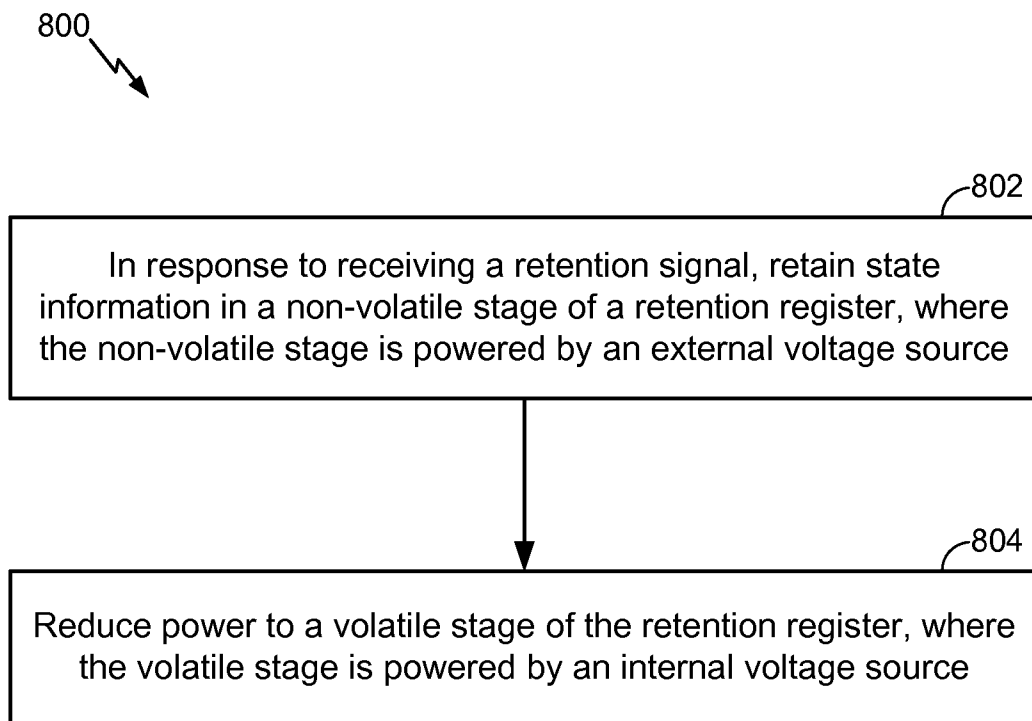 800
802
In response to receiving a retention signal, retain state
information in a non-volatile stage of a retention register, where
the non-volatile stage is powered by an external voltage source
804
Reduce power to a volatile stage of the retention register, where
the volatile stage is powered by an internal voltage source